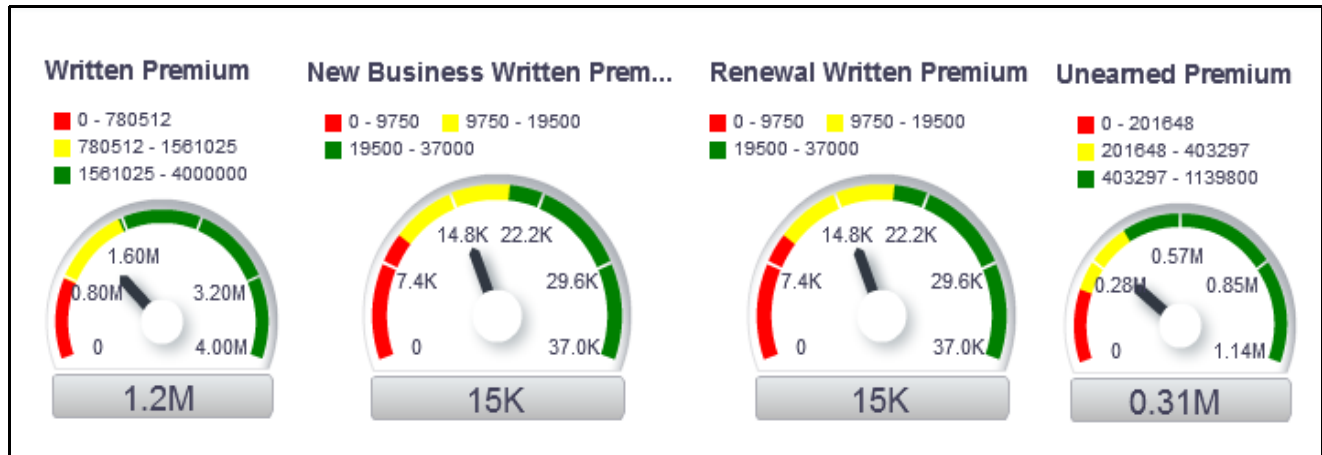 Written Premium
0 - 780512
780512 - 1561025
1561025 - 4000000
0
0.80M
1.60M
3.20M
4.00M
1.2M
New Business Written Prem...
0 - 9750 9750 - 19500
19500 - 37000
0
7.4K
14.8K
22.2K
29.6K
37.0K
15K
Renewal Written Premium
0 - 9750 9750 - 19500
19500 - 37000
0
7.4K
14.8K
22.2K
29.6K
37.0K
15K
Unearned Premium
0 - 201648
201648 - 403297
403297 - 1139800
0
0.28M
0.57M
0.85M
1.14M
0.31M